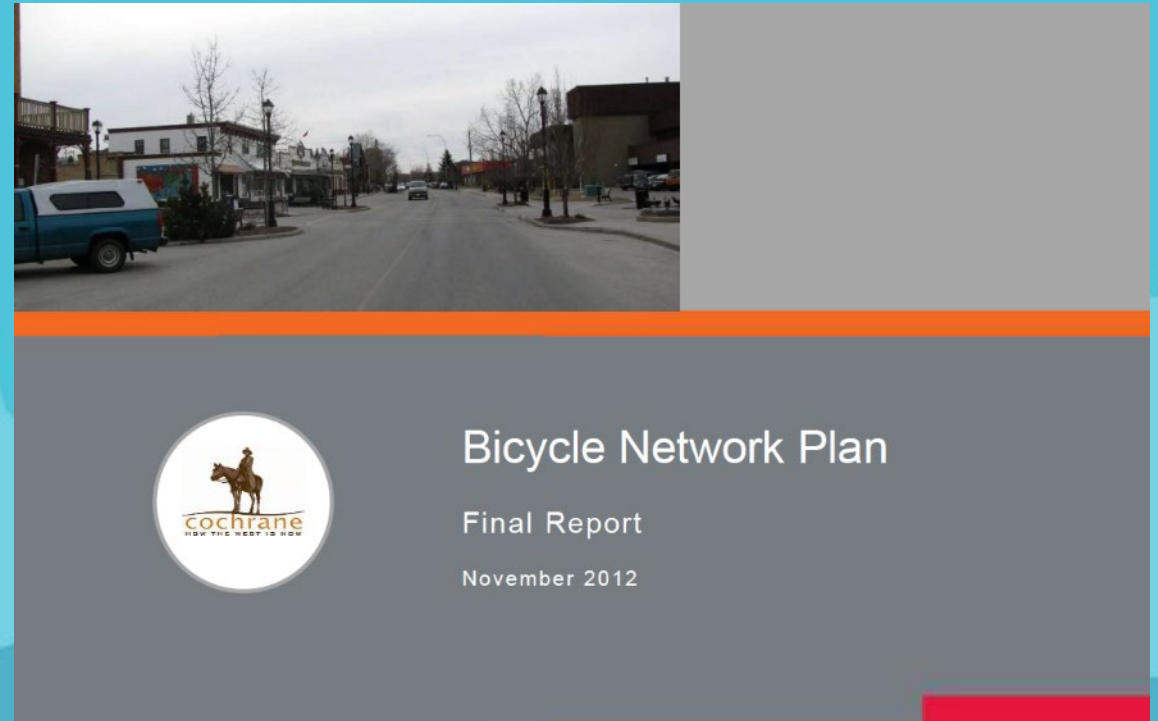 Bicycle Network Plan
Final Report
November 2012
cochrane
HOW THE WEST IS NOW